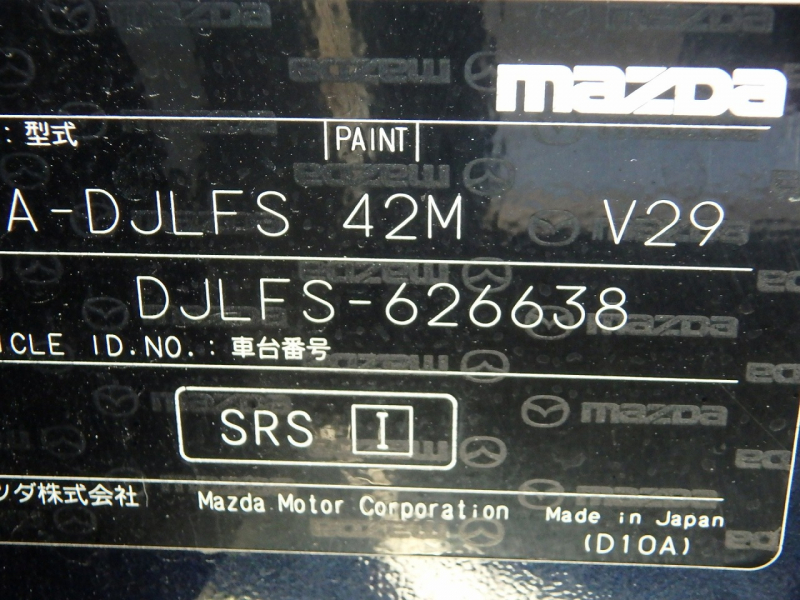 mazda
: 型式
PAINT
A-DJLFS 42M V29
DJLFS-626638
ICLE ID.NO.: 車台番号
SRS I
ツダ株式会社 Mazda Motor Corporation Made in Japan
(D10A)